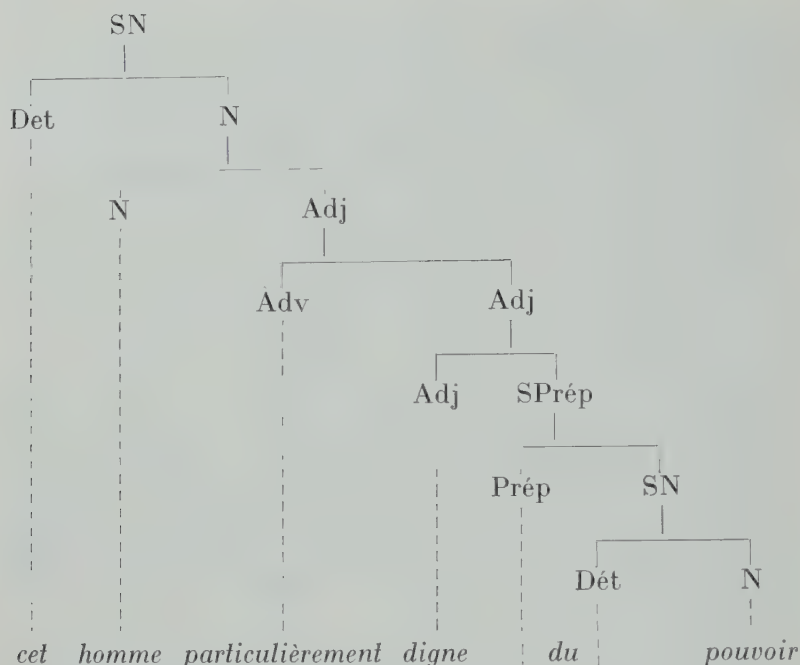 SN
Det N
N Adj
Adv Adj
Adj SPrép
Prép SN
Dét N
cet homme particulièrement digne du pouvoir